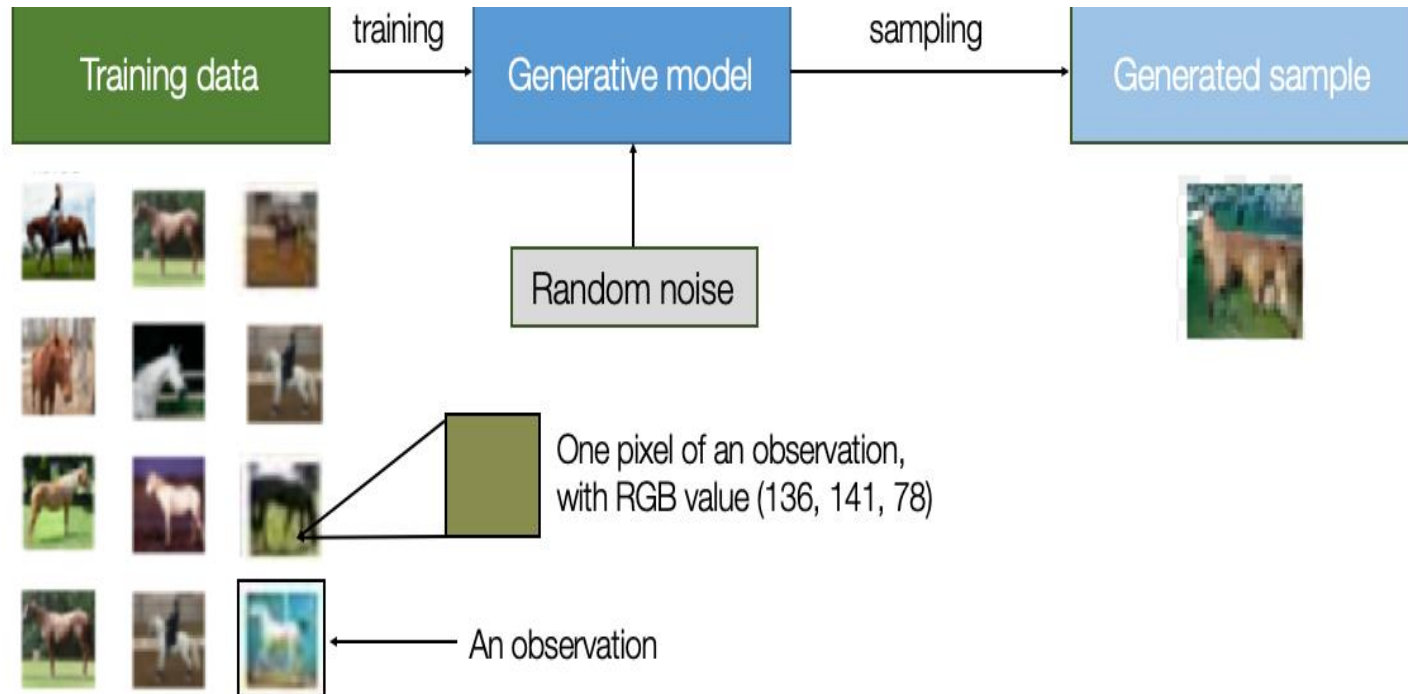 training
sampling
Training data
Generative model
Generated sample
Random noise
One pixel of an observation,
with RGB value (136, 141, 78)
An observation